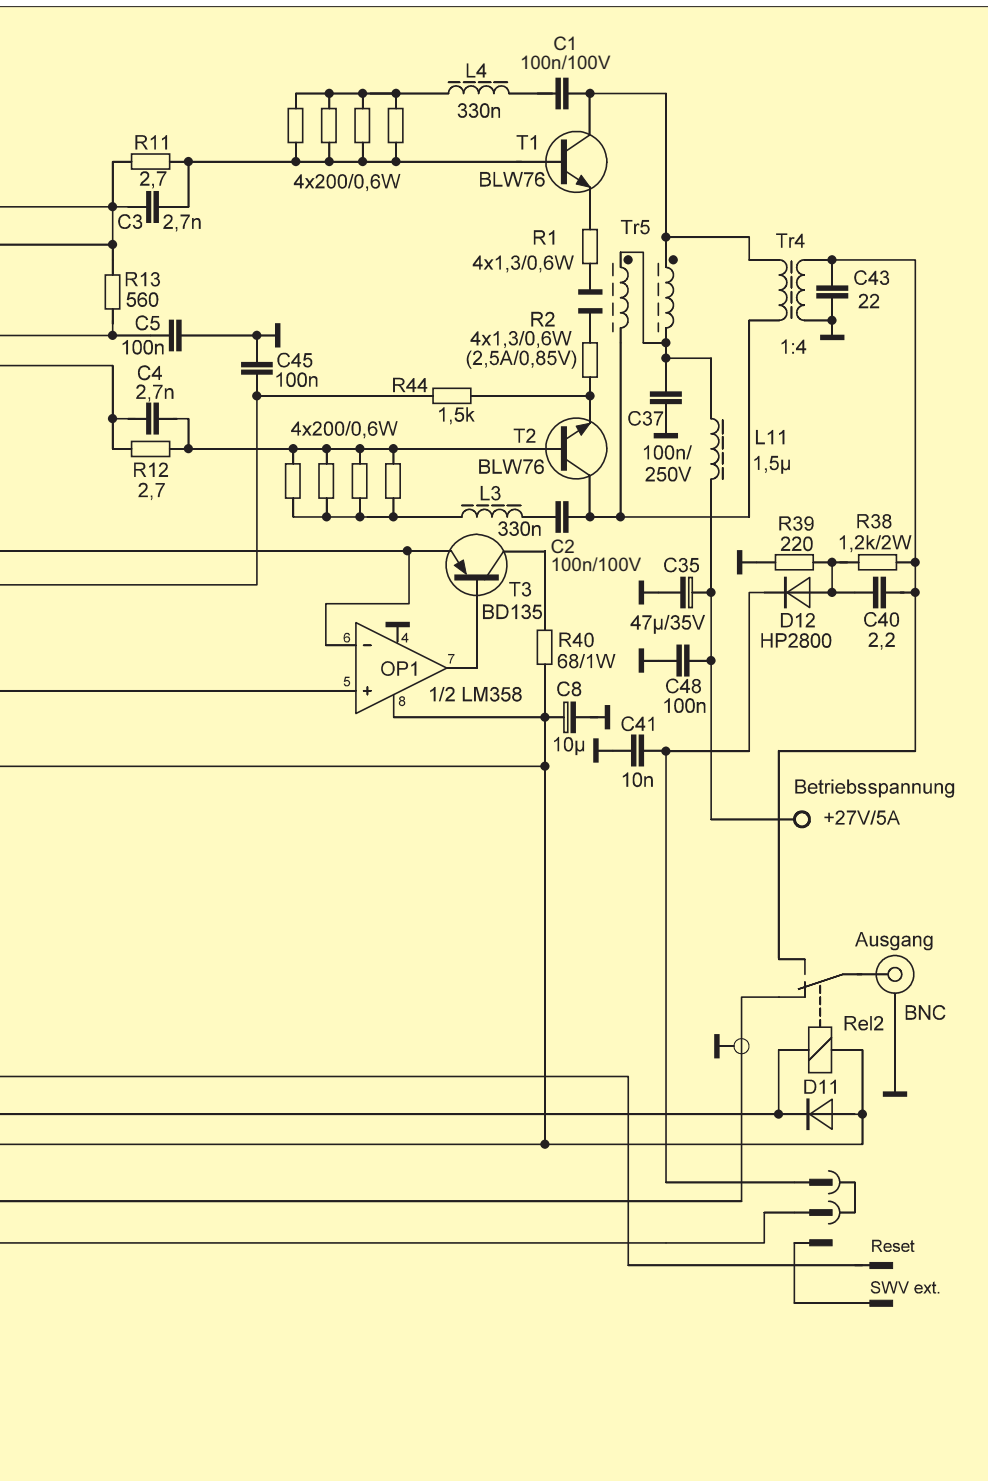 C1
100n/100V
L4
330n
R11
2,7
T1
BLW76
4x200/0,6W
C3 2,7n
R1
4x1,3/0,6W
Tr5
Tr4
R13
560
C43
22
C5
100n
R2
4x1,3/0,6W
(2,5A/0,85V)
1:4
C45
100n
C4
2,7n
R44
1,5k
C37
100n/
250V
4x200/0,6W
T2
BLW76
L11
1,5µ
R12
2,7
L3
330n
C2
100n/100V
R39
220
R38
1,2k/2W
C35
47µ/35V
T3
BD135
D12
HP2800
C40
2,2
6
4
OP1
7
5
8
1/2 LM358
R40
68/1W
C48
100n
C8
10µ
C41
10n
Betriebsspannung
+27V/5A
Ausgang
BNC
Rel2
D11
Reset
SWV ext.